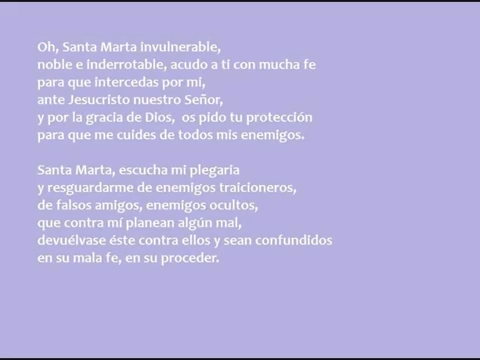 Oh, Santa Marta invulnerable,
noble e inderrotable, acudo a ti con mucha fe
para que intercedas por mi,
ante Jesucristo nuestro Señor,
y por la gracia de Dios,  os pido tu protección
para que me cuides de todos mis enemigos.

Santa Marta, escucha mi plegaria
y resguardarme de enemigos traicioneros,
de falsos amigos, enemigos ocultos,
que contra mí planean algún mal,
devuélvase éste contra ellos y sean confundidos
en su mala fe, en su proceder.